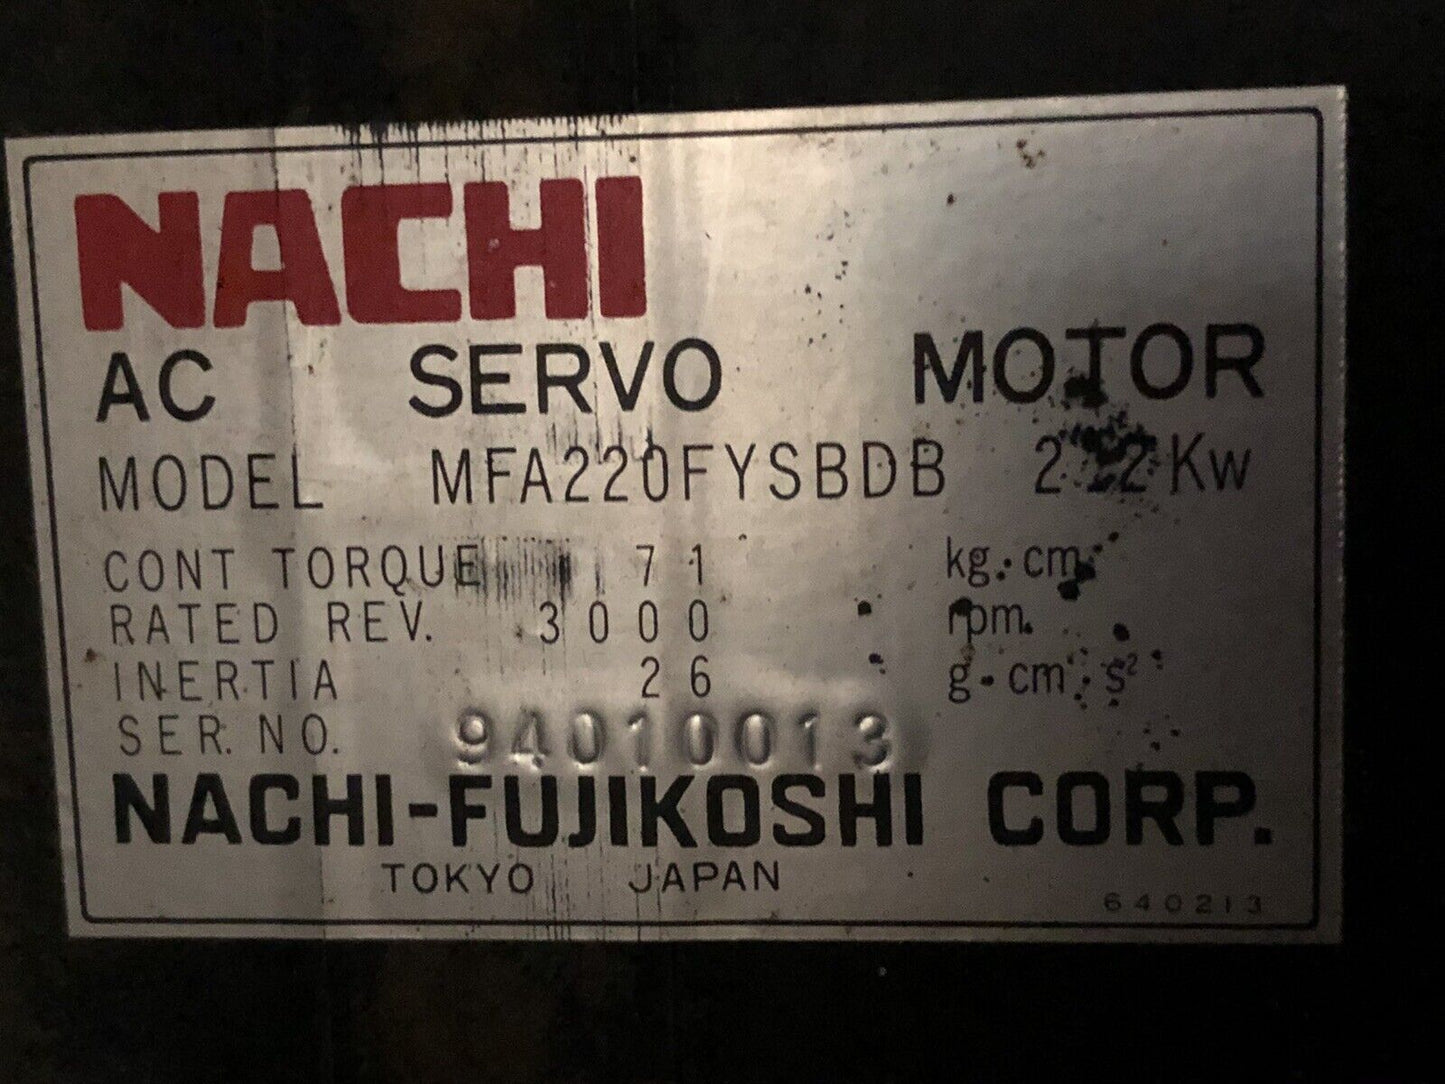 NACHI
AC SERVO MOTOR
MODEL MFA220FYSBDB 2.2Kw
CONT TORQUE 71 kg·cm
RATED REV. 3000 rpm
INERTIA 26 g·cm·s²
SER. NO. 94010013
NACHI-FUJIKOSHI CORP.
TOKYO JAPAN
640213